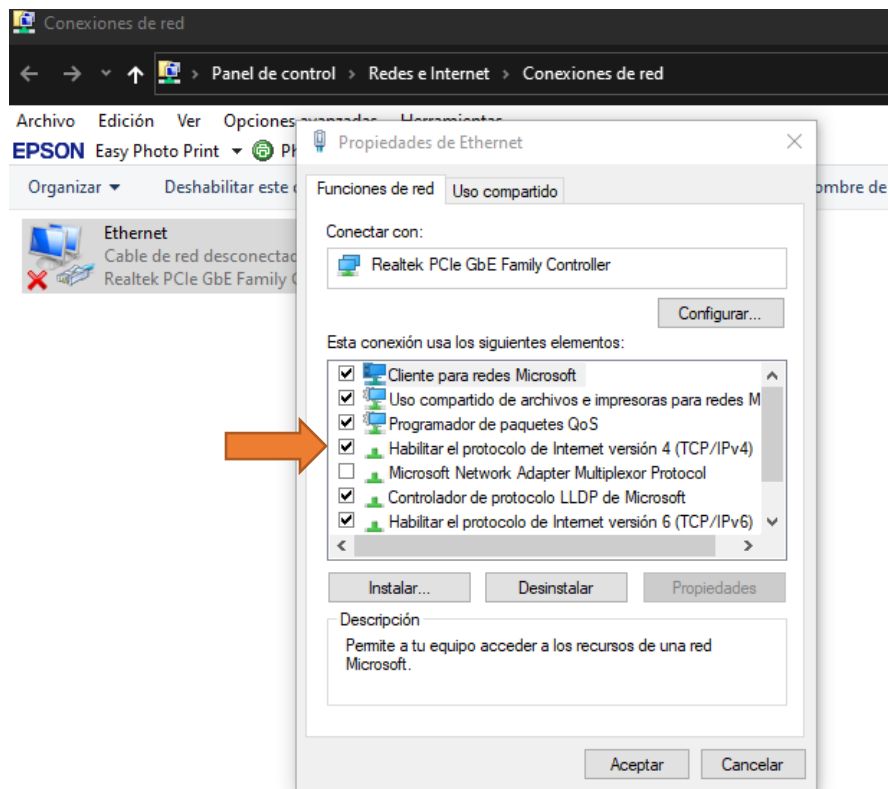 Conexiones de red
Panel de control > Redes e Internet > Conexiones de red
Archivo Edición Ver Opciones avanzadas Herramientas
EPSON Easy Photo Print
Organizar Deshabilitar este
Propiedades de Ethernet
Funciones de red Uso compartido
Ethernet
Cable de red desconectad
Realtek PCIe GbE Family
Conectar con:
Realtek PCIe GbE Family Controller
Configurar...
Esta conexión usa los siguientes elementos:
Cliente para redes Microsoft
Uso compartido de archivos e impresoras para redes M
Programador de paquetes QoS
Habilitar el protocolo de Internet versión 4 (TCP/IPv4)
Microsoft Network Adapter Multiplexor Protocol
Controlador de protocolo LLDP de Microsoft
Habilitar el protocolo de Internet versión 6 (TCP/IPv6)
Instalar... Desinstalar Propiedades
Descripción
Permite a tu equipo acceder a los recursos de una red
Microsoft.
Aceptar Cancelar